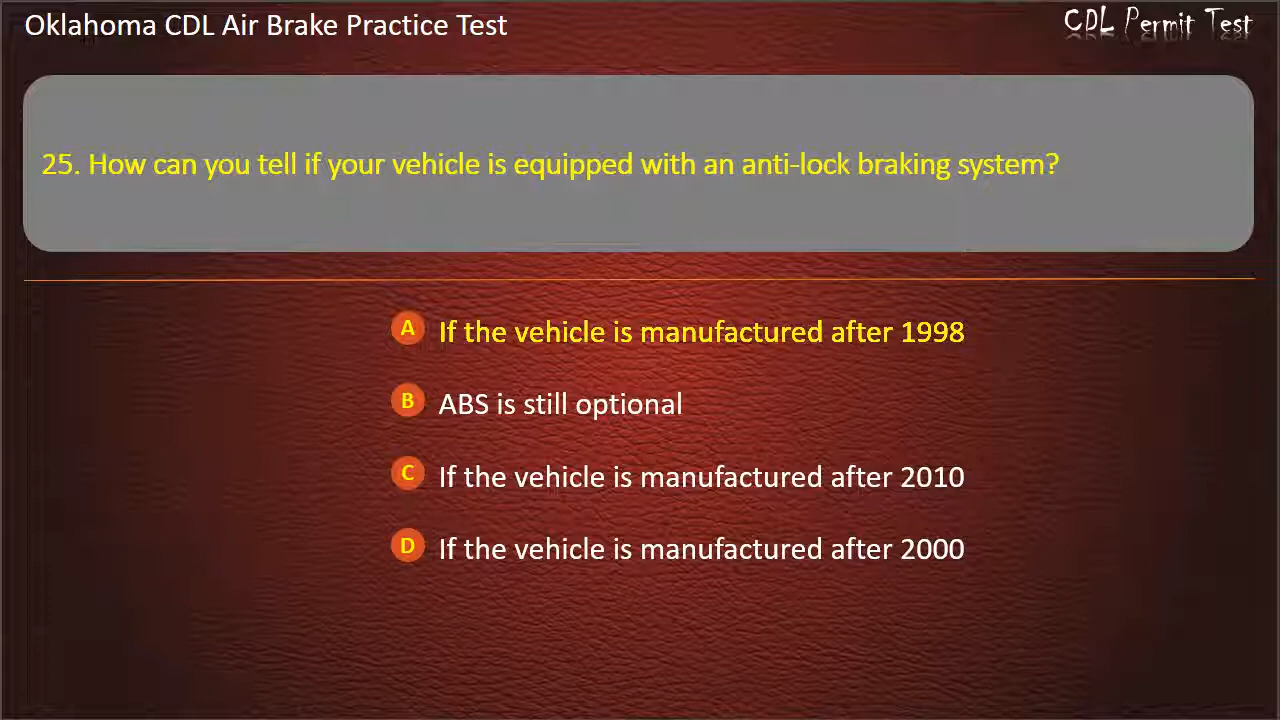 Oklahoma CDL Air Brake Practice Test
CDL Permit Test
25. How can you tell if your vehicle is equipped with an anti-lock braking system?
A If the vehicle is manufactured after 1998
B ABS is still optional
C If the vehicle is manufactured after 2010
D If the vehicle is manufactured after 2000